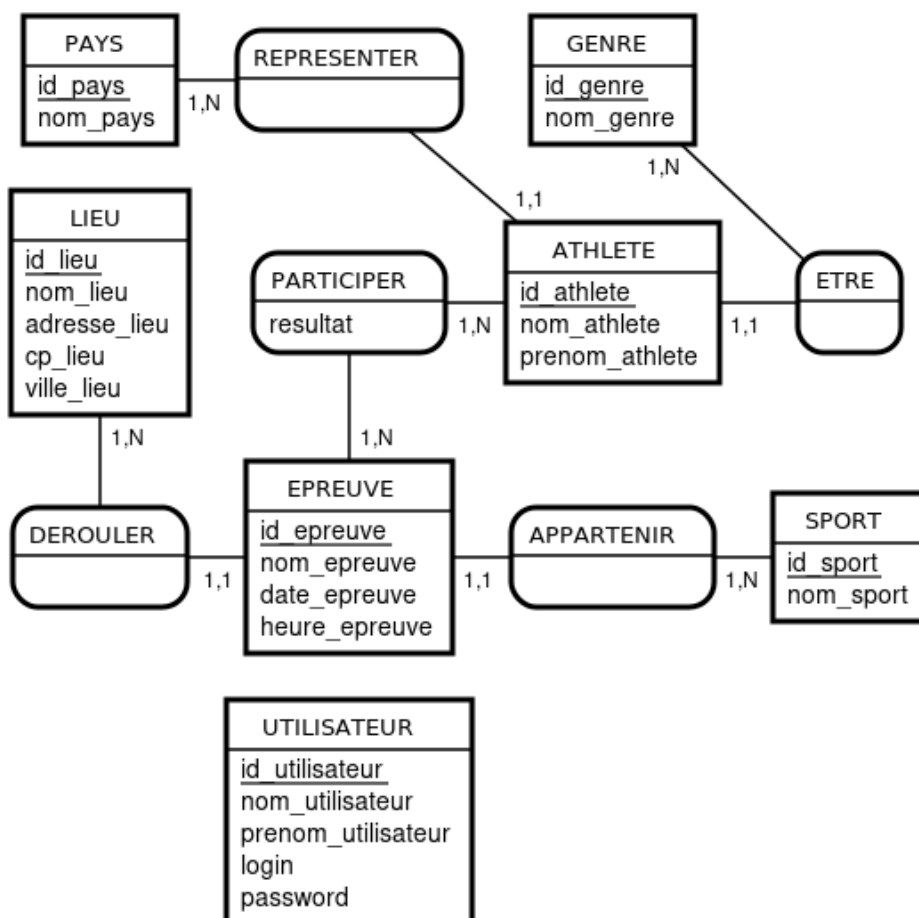 PAYS
id_pays
nom_pays
1,N
REPRESENTER
GENRE
id_genre
nom_genre
1,N
1,1
LIEU
id_lieu
nom_lieu
adresse_lieu
cp_lieu
ville_lieu
1,N
PARTICIPER
resultat
1,N
1,N
ATHLETE
id_athlete
nom_athlete
prenom_athlete
1,1
ETRE
DEROULER
1,1
EPREUVE
id_epreuve
nom_epreuve
date_epreuve
heure_epreuve
1,1
APPARTENIR
1,N
SPORT
id_sport
nom_sport
UTILISATEUR
id_utilisateur
nom_utilisateur
prenom_utilisateur
login
password